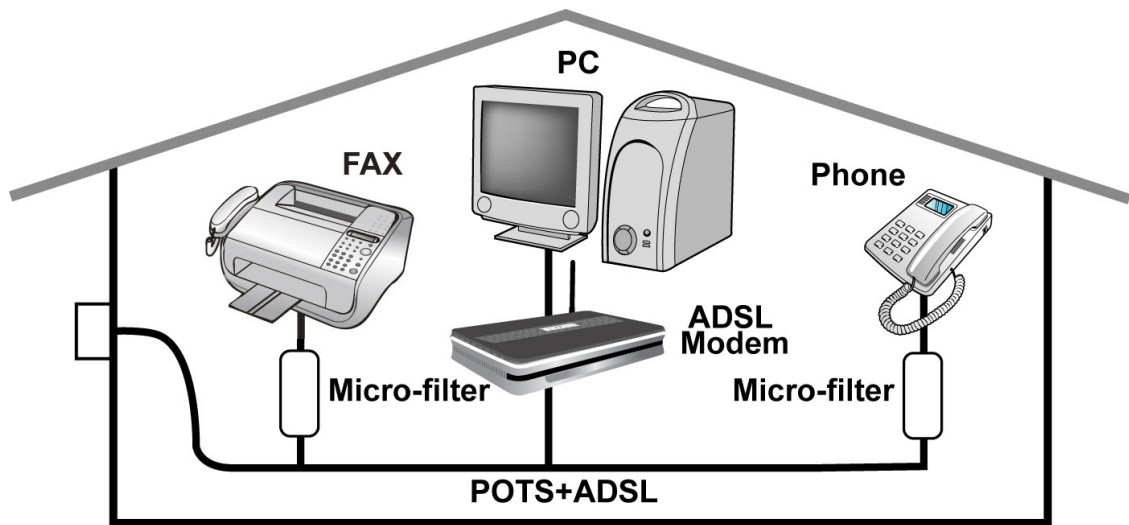 PC
FAX
Phone
ADSL
Modem
Micro-filter
Micro-filter
POTS+ADSL